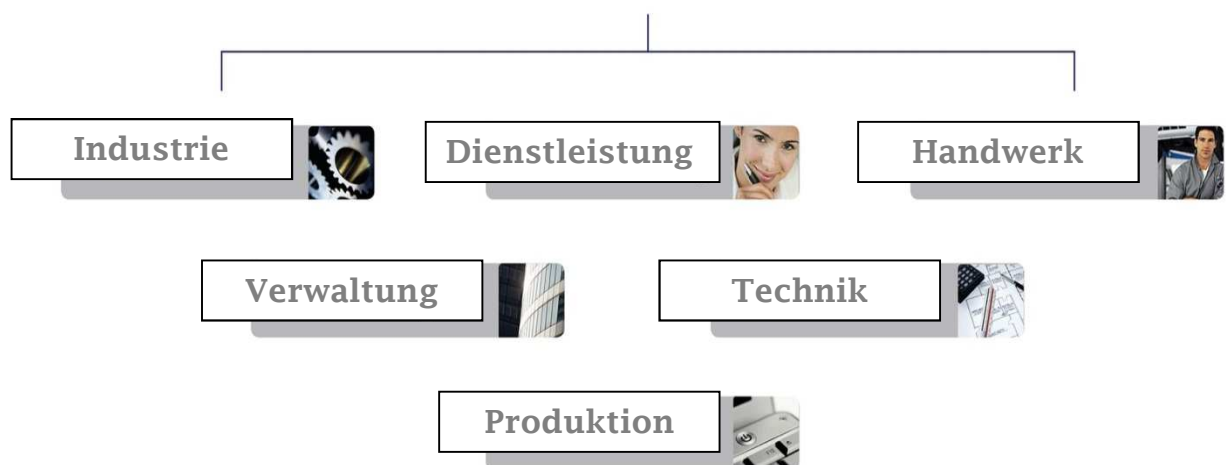 Industrie
Dienstleistung
Handwerk
Verwaltung
Technik
Produktion